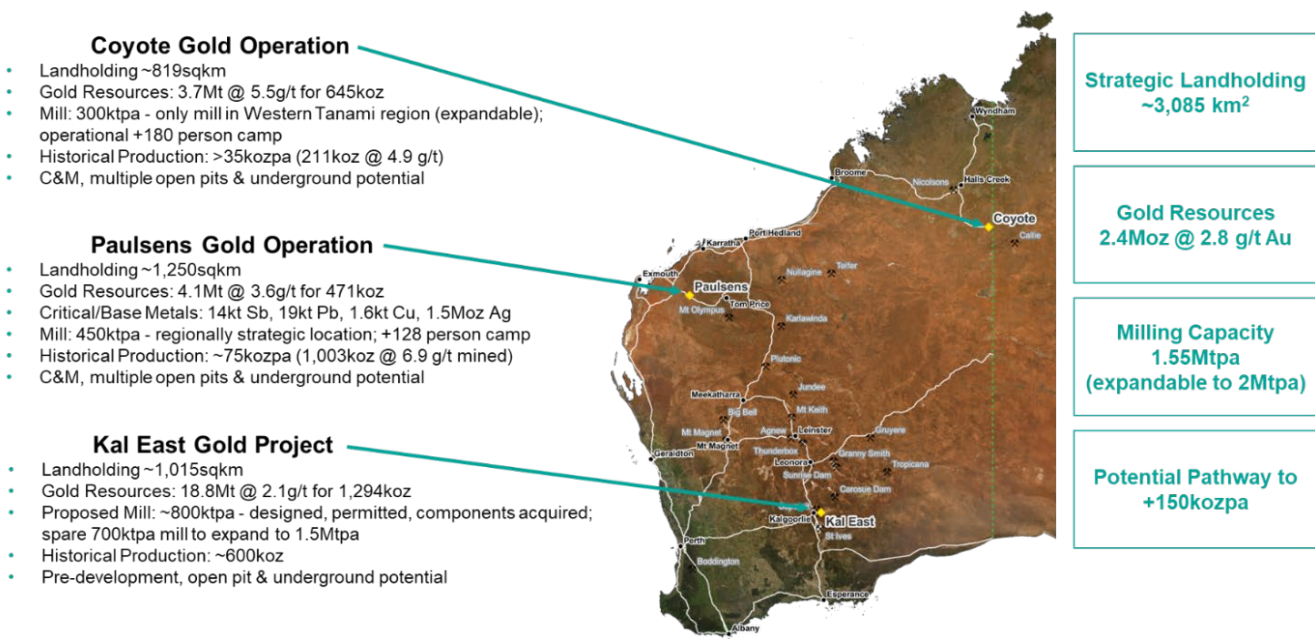 Coyote Gold Operation
• Landholding ~819sqkm
• Gold Resources: 3.7Mt @ 5.5g/t for 645koz
• Mill: 300ktpa - only mill in Western Tanami region (expandable);
operational +180 person camp
• Historical Production: >35kozpa (211koz @ 4.9 g/t)
• C&M, multiple open pits & underground potential
Paulsens Gold Operation
• Landholding ~1,250sqkm
• Gold Resources: 4.1Mt @ 3.6g/t for 471koz
• Critical/Base Metals: 14kt Sb, 19kt Pb, 1.6kt Cu, 1.5Moz Ag
• Mill: 450ktpa - regionally strategic location; +128 person camp
• Historical Production: ~75kozpa (1,003koz @ 6.9 g/t mined)
• C&M, multiple open pits & underground potential
Kal East Gold Project
• Landholding ~1,015sqkm
• Gold Resources: 18.8Mt @ 2.1g/t for 1,294koz
• Proposed Mill: ~800ktpa - designed, permitted, components acquired;
spare 700ktpa mill to expand to 1.5Mtpa
• Historical Production: ~600koz
• Pre-development, open pit & underground potential
Wyndham
Broome
Nicolsons
Halls Creek
Coyote
Callie
Port Hedland
Karratha
Exmouth
Nullagine
Telfer
Paulsens
Tom Price
Mt Olympus
Karlawinda
Plutonic
Jundee
Meekatharra
Big Bell
Mt Keith
Mt Magnet
Mt Magnet
Agnew
Leinster
Gruyere
Thunderbox
Geraldton
Leonora
Granny Smith
Sunrise Dam
Tropicana
Carosue Dam
Kalgoorlie
Kal East
St Ives
Perth
Boddington
Esperance
Albany
Strategic Landholding
~3,085 km²
Gold Resources
2.4Moz @ 2.8 g/t Au
Milling Capacity
1.55Mtpa
(expandable to 2Mtpa)
Potential Pathway to
+150kozpa